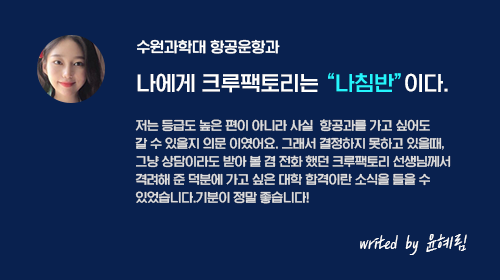 수원과학대 항공운항과
나에게 크루팩토리는 “나침반”이다.
저는 등급도 높은 편이 아니라 사실 항공과를 가고 싶어도
갈 수 있을지 의문 이였어요. 그래서 결정하지 못하고 있을때,
그냥 상담이라도 받아 볼 겸 전화 했던 크루팩토리 선생님께서
격려해 준 덕분에 가고 싶은 대학 합격이란 소식을 들을 수
있었습니다.기분이 정말 좋습니다!
writed by 윤혜림